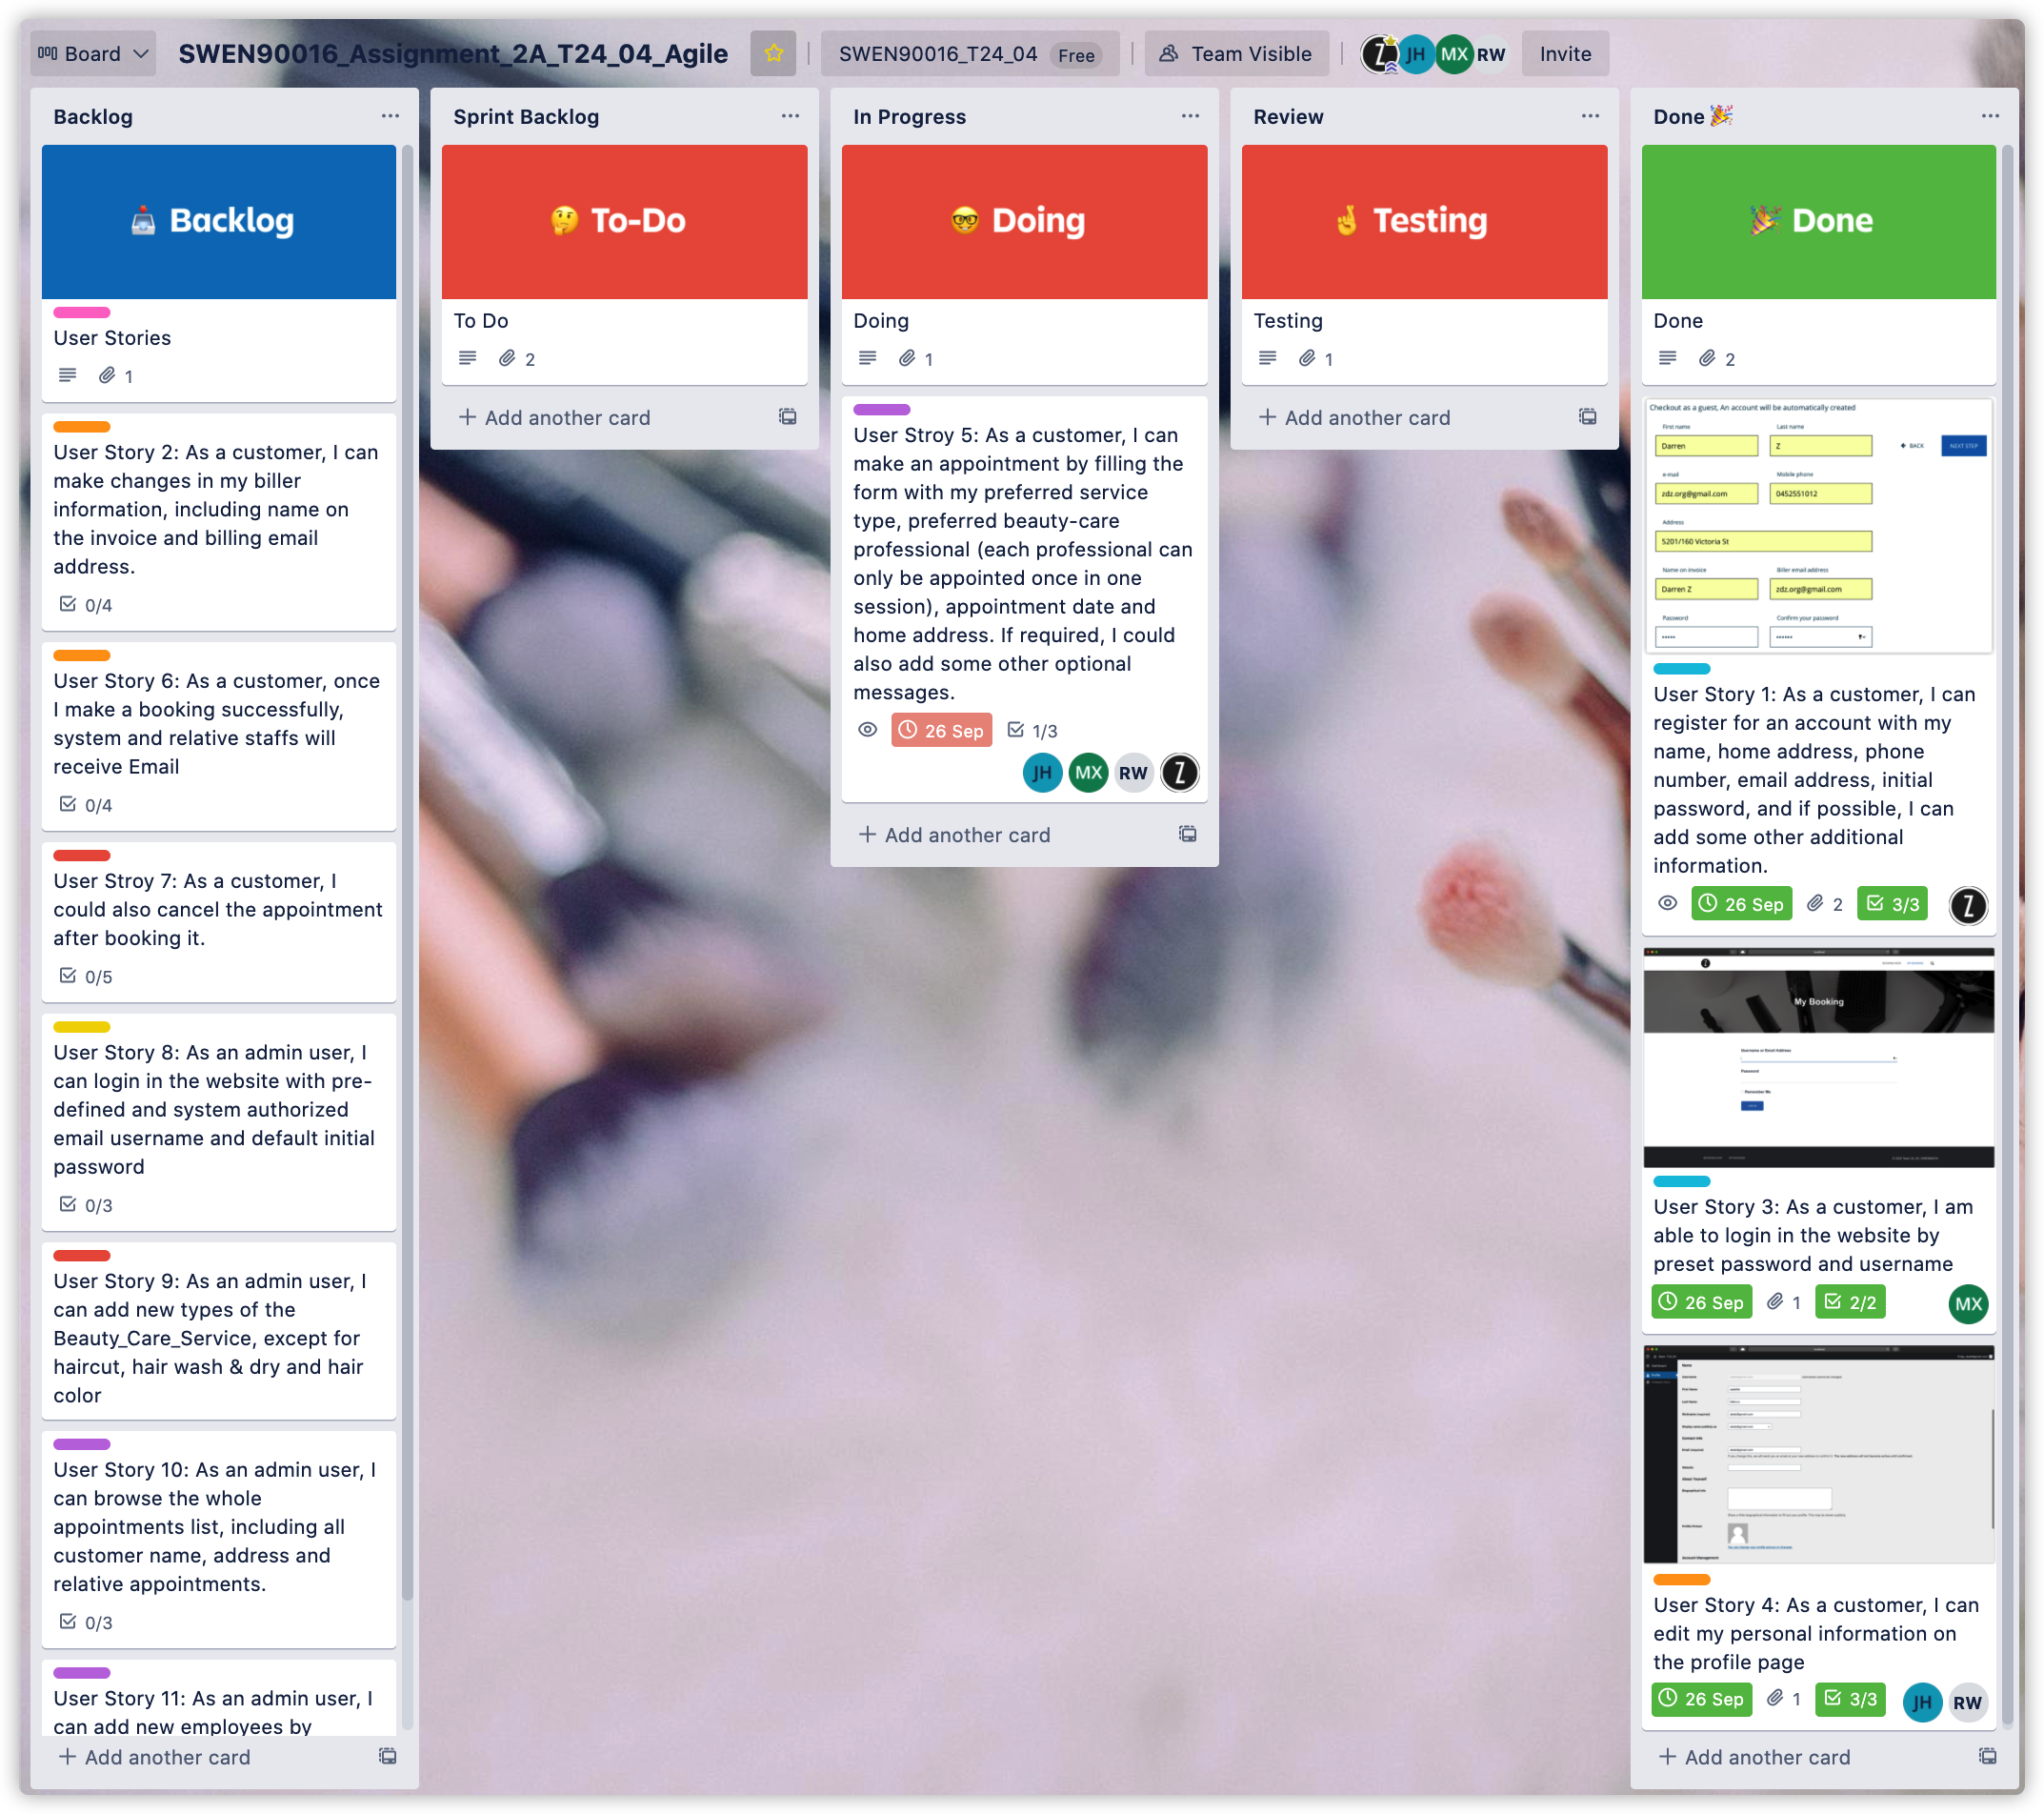 Board
SWEN90016_Assignment_2A_T24_04_Agile
SWEN90016_T24_04 Free
Team Visible
Z JH MX RW
Invite
Backlog
Backlog
User Stories
1
User Story 2: As a customer, I can
make changes in my biller
information, including name on
the invoice and billing email
address.
0/4
User Story 6: As a customer, once
I make a booking successfully,
system and relative staffs will
receive Email
0/4
User Stroy 7: As a customer, I
could also cancel the appointment
after booking it.
0/5
User Story 8: As an admin user, I
can login in the website with pre-
defined and system authorized
email username and default initial
password
0/3
User Story 9: As an admin user, I
can add new types of the
Beauty_Care_Service, except for
haircut, hair wash & dry and hair
color
User Story 10: As an admin user, I
can browse the whole
appointments list, including all
customer name, address and
relative appointments.
0/3
User Story 11: As an admin user, I
can add new employees by
Add another card
Sprint Backlog
To-Do
To Do
2
Add another card
In Progress
Doing
Doing
1
User Stroy 5: As a customer, I can
make an appointment by filling the
form with my preferred service
type, preferred beauty-care
professional (each professional can
only be appointed once in one
session), appointment date and
home address. If required, I could
also add some other optional
messages.
26 Sep 1/3
JH MX RW Z
Add another card
Review
Testing
Testing
1
Add another card
Done
Done
Done
2
Checkout as a guest, An account will be automatically created
First name Last name
Darren Z BACK NEXT STEP
e-mail Mobile phone
zdz.org@gmail.com 0452551012
Address
5201/160 Victoria St
Name on invoice Biller email address
Darren Z zdz.org@gmail.com
Password Confirm your password
User Story 1: As a customer, I can
register for an account with my
name, home address, phone
number, email address, initial
password, and if possible, I can
add some other additional
information.
26 Sep 2 3/3 Z
My Booking
Username or Email Address
Password
Remember Me
User Story 3: As a customer, I am
able to login in the website by
preset password and username
26 Sep 1 2/2 MX
User Story 4: As a customer, I can
edit my personal information on
the profile page
26 Sep 1 3/3 JH RW
Add another card